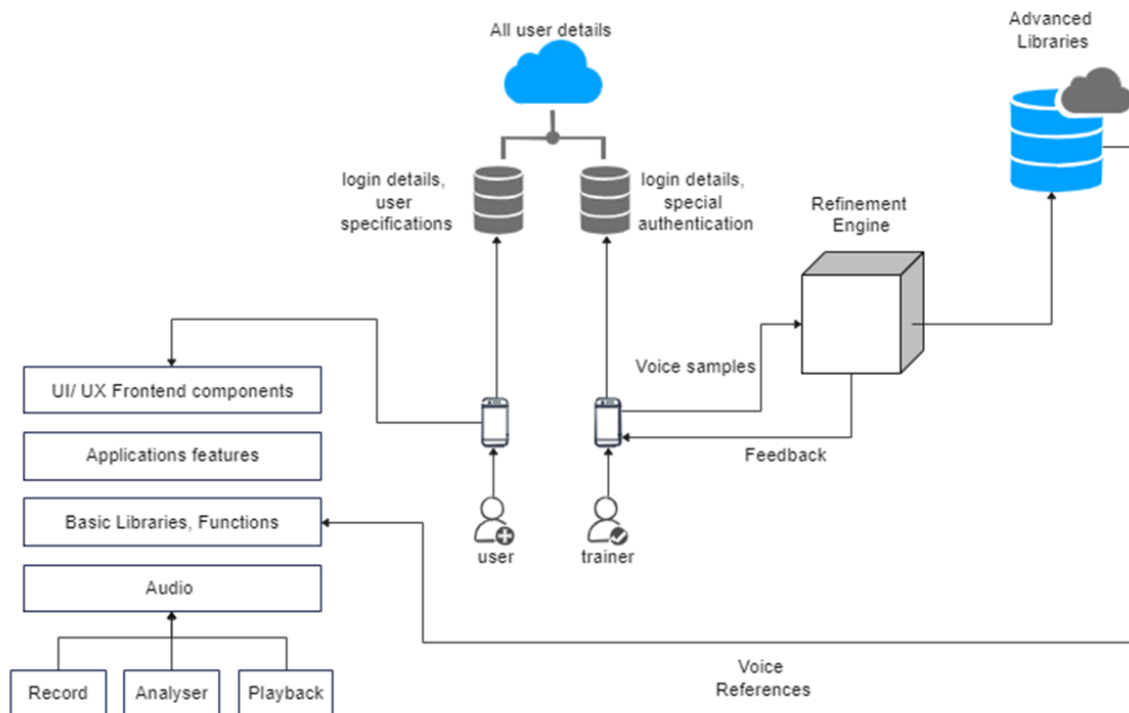 All user details
Advanced
Libraries
login details,
user
specifications
login details,
special
authentication
Refinement
Engine
UI/ UX Frontend components
Voice samples
Applications features
Feedback
Basic Libraries, Functions
user
trainer
Audio
Record
Analyser
Playback
Voice
References